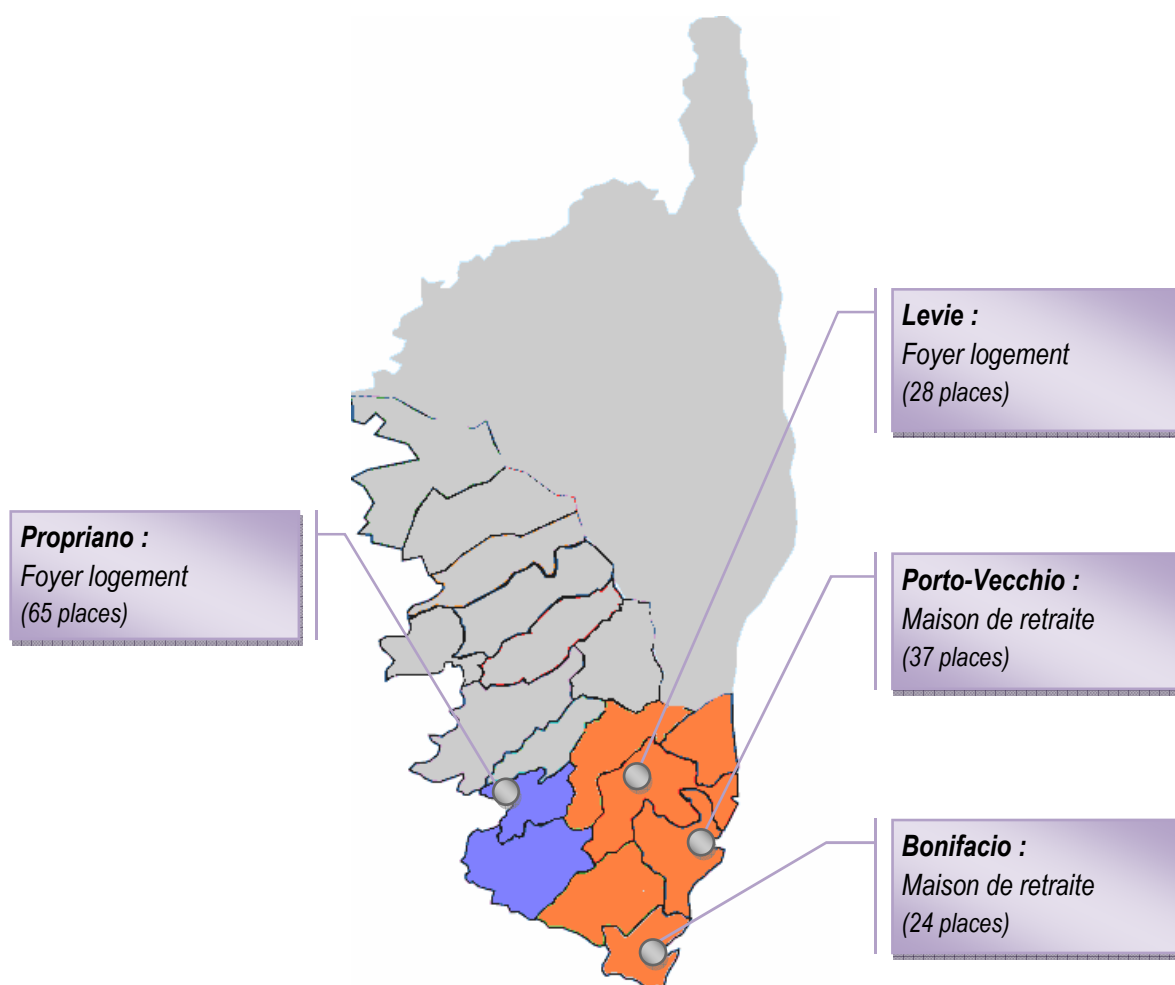 Levie :
Foyer logement
(28 places)
Propriano :
Foyer logement
(65 places)
Porto-Vecchio :
Maison de retraite
(37 places)
Bonifacio :
Maison de retraite
(24 places)